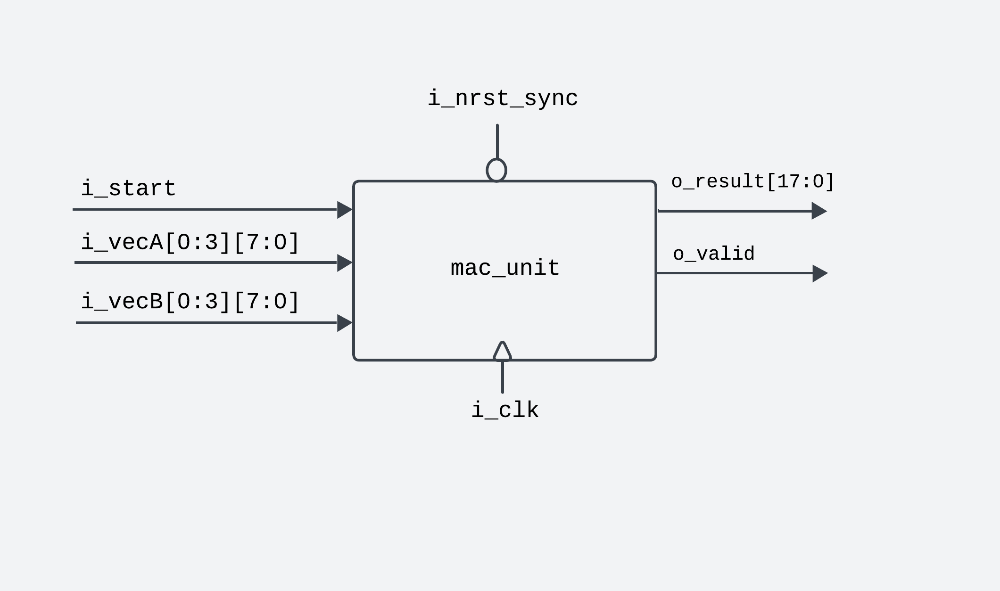 i_nrst_sync
i_start
i_vecA[0:3][7:0]
i_vecB[0:3][7:0]
mac_unit
o_result[17:0]
o_valid
i_clk